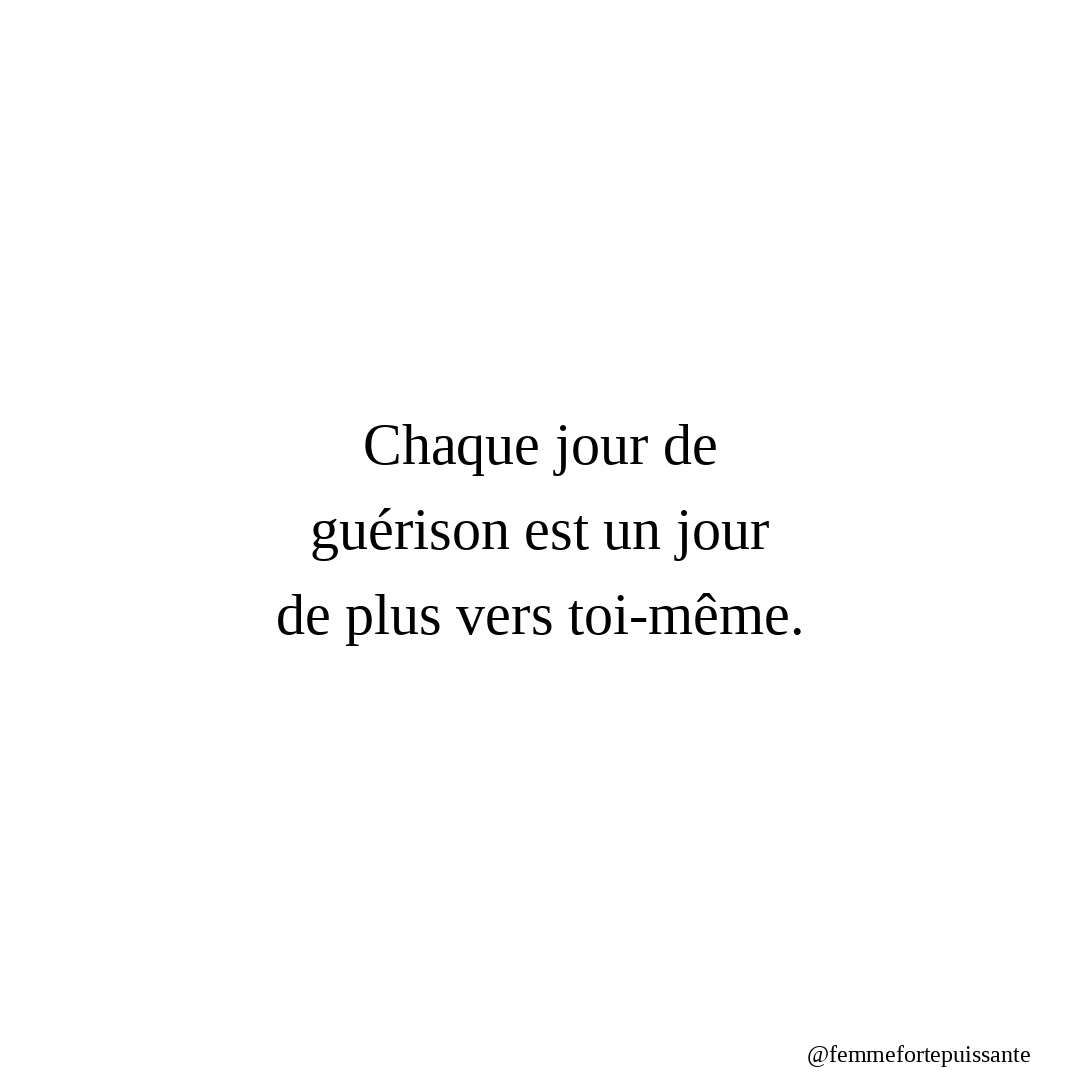 Chaque jour de
guérison est un jour
de plus vers toi-même.
@femmefortepuissante